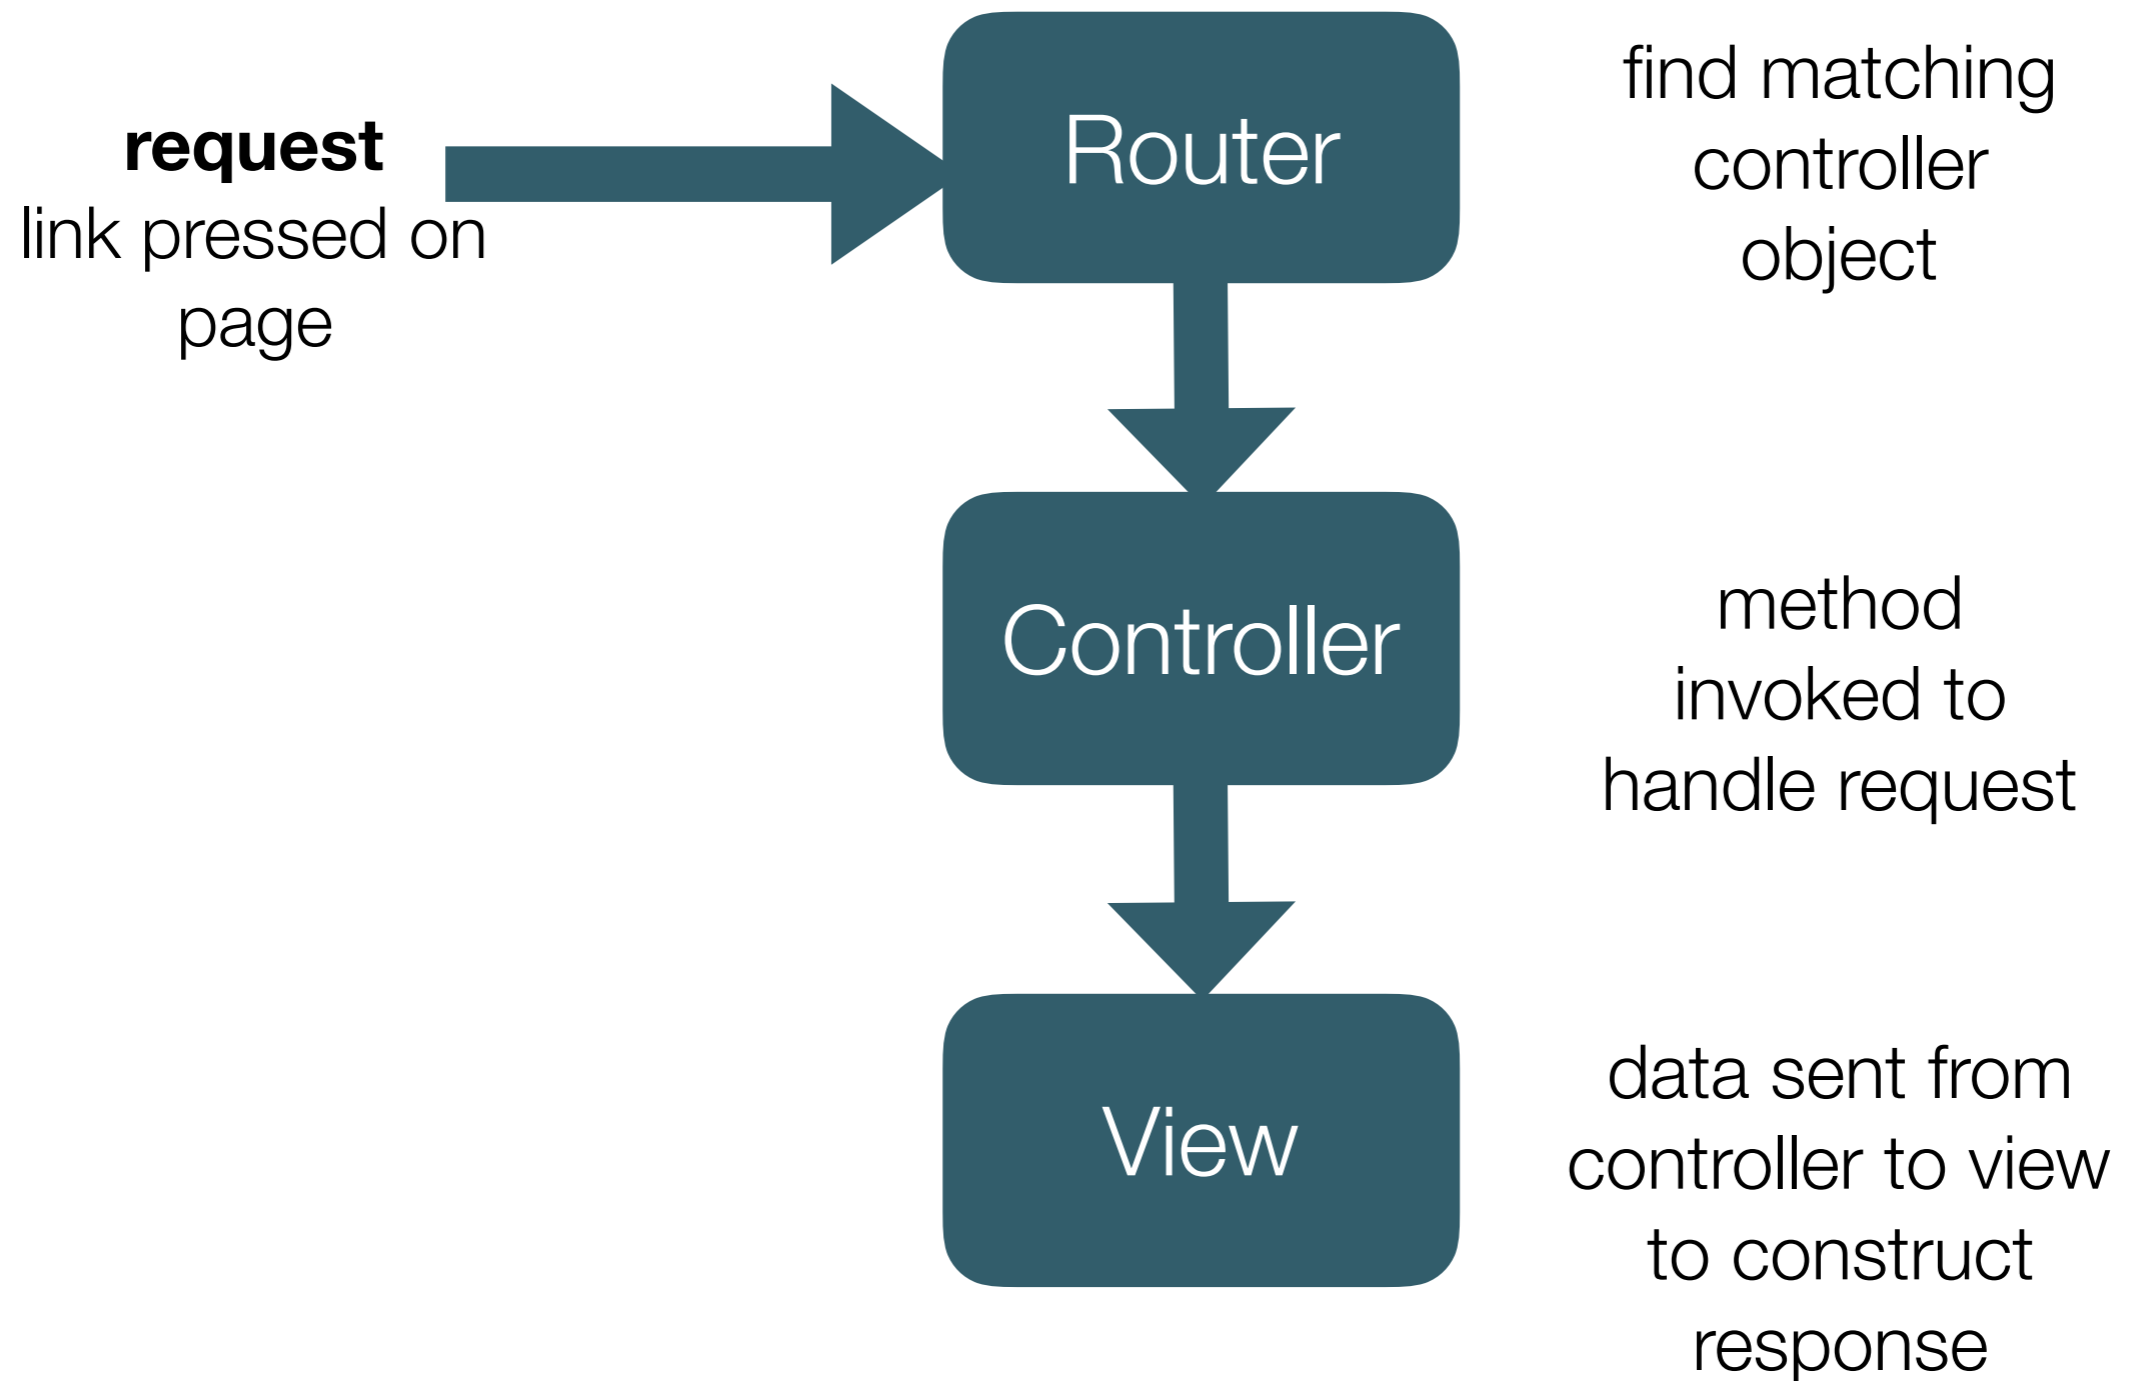 request
link pressed on
page
Router
find matching
controller
object
Controller
method
invoked to
handle request
View
data sent from
controller to view
to construct
response